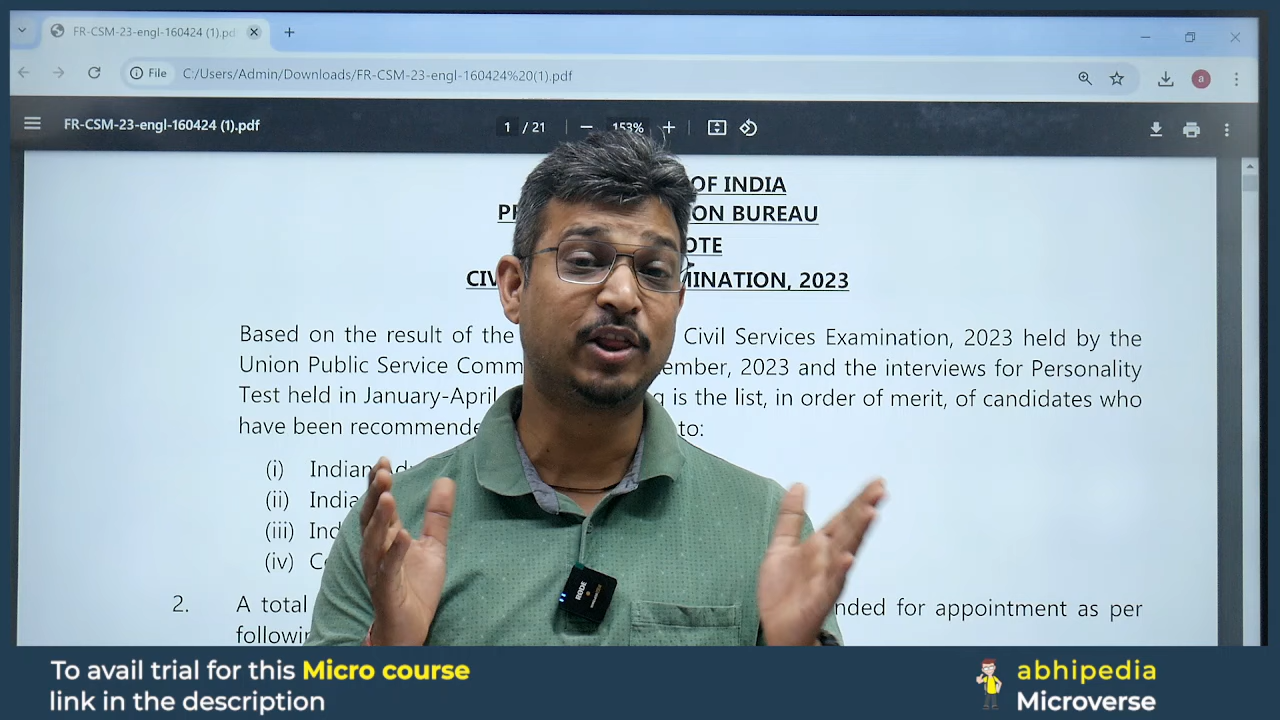 FR-CSM-23-engl-160424 (1).pd
File C:/Users/Admin/Downloads/FR-CSM-23-engl-160424%20(1).pdf a
FR-CSM-23-engl-160424 (1).pdf 1 / 21 153%
OF INDIA
ON BUREAU
CIV MINATION, 2023
Based on the result of the Civil Services Examination, 2023 held by the
Union Public Service Comm ember, 2023 and the interviews for Personality
Test held in January-April is the list, in order of merit, of candidates who
have been recommende to:
(i) Indian Ad
(ii) India
(iii) Ind
(iv)
2. A total nded for appointment as per
followin
RODE
To avail trial for this Micro course
link in the description
abhipedia
Microverse